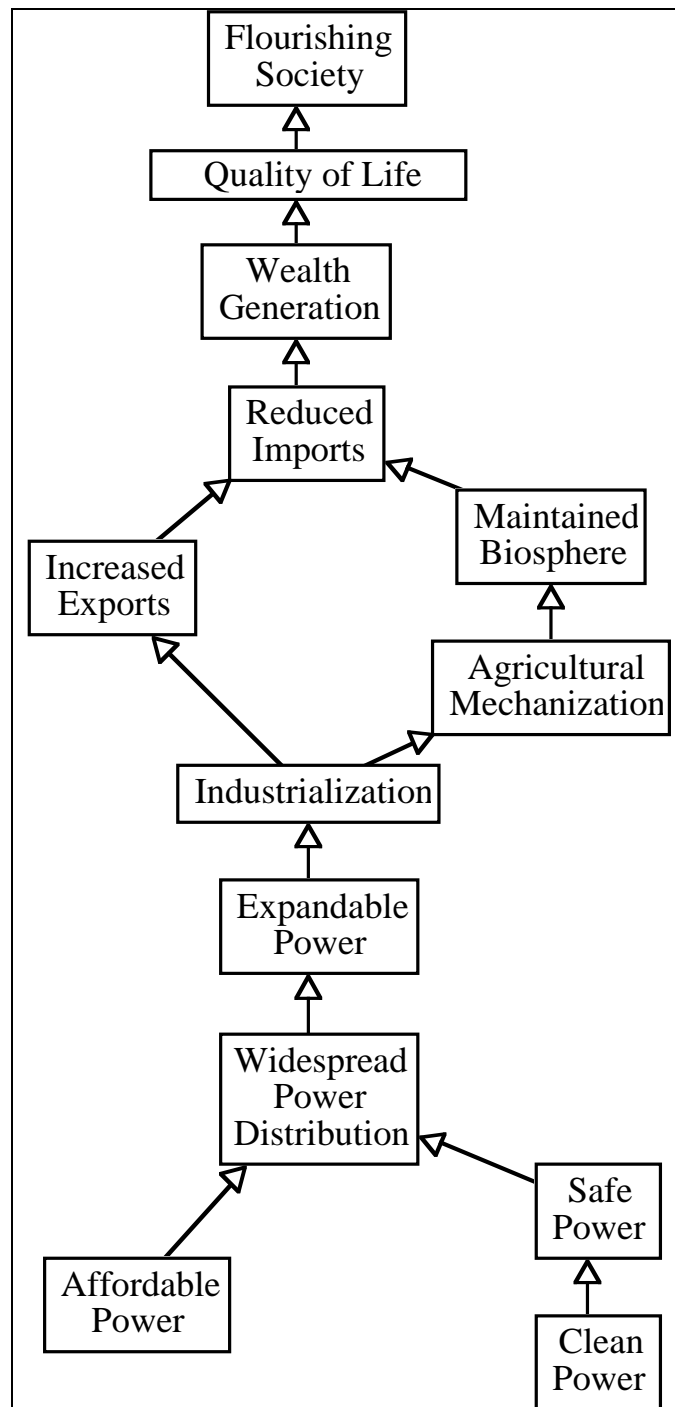 Flourishing
Society
Quality of Life
Wealth
Generation
Reduced
Imports
Maintained
Biosphere
Increased
Exports
Agricultural
Mechanization
Industrialization
Expandable
Power
Widespread
Power
Distribution
Safe
Power
Affordable
Power
Clean
Power